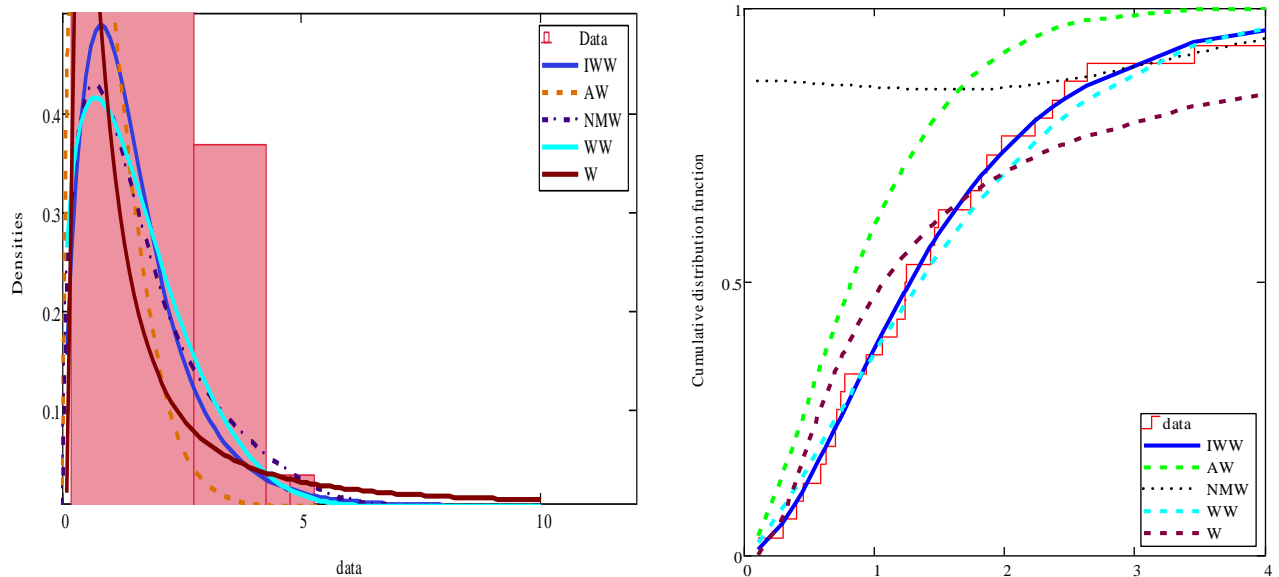 Densities
0.4
0.3
0.2
0.1
0
5
10
data
Data
IWW
AW
NMW
WW
W
Cumulative distribution function
1
0.5
0
0
1
2
3
4
data
IWW
AW
NMW
WW
W